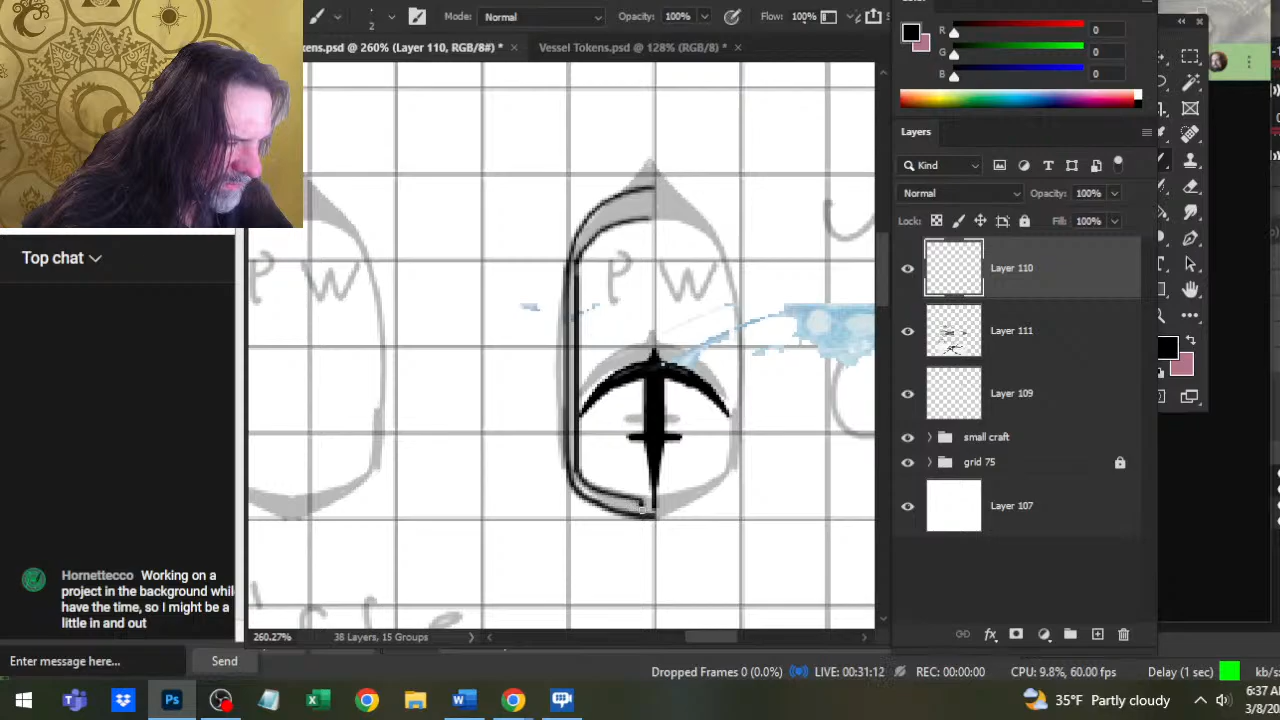 2
Mode: Normal
Opacity: 100%
Flow: 100%
kens.psd @ 260% (Layer 110, RGB/8#) *
Vessel Tokens.psd @ 128% (RGB/8) *
R 0
G 0
B 0
Layers
Kind
Normal
Opacity: 100%
Lock:
Fill: 100%
Layer 110
Layer 111
Layer 109
small craft
grid 75
Layer 107
P W
P W
Top chat
Hornettecco Working on a
project in the background whil
have the time, so I might be a
little in and out
Enter message here...
Send
260.27%
38 Layers, 15 Groups
Dropped Frames 0 (0.0%)
LIVE: 00:31:12
REC: 00:00:00
CPU: 9.8%, 60.00 fps
Delay (1 sec)
kb/s
35°F Partly cloudy
6:37 A
3/8/20